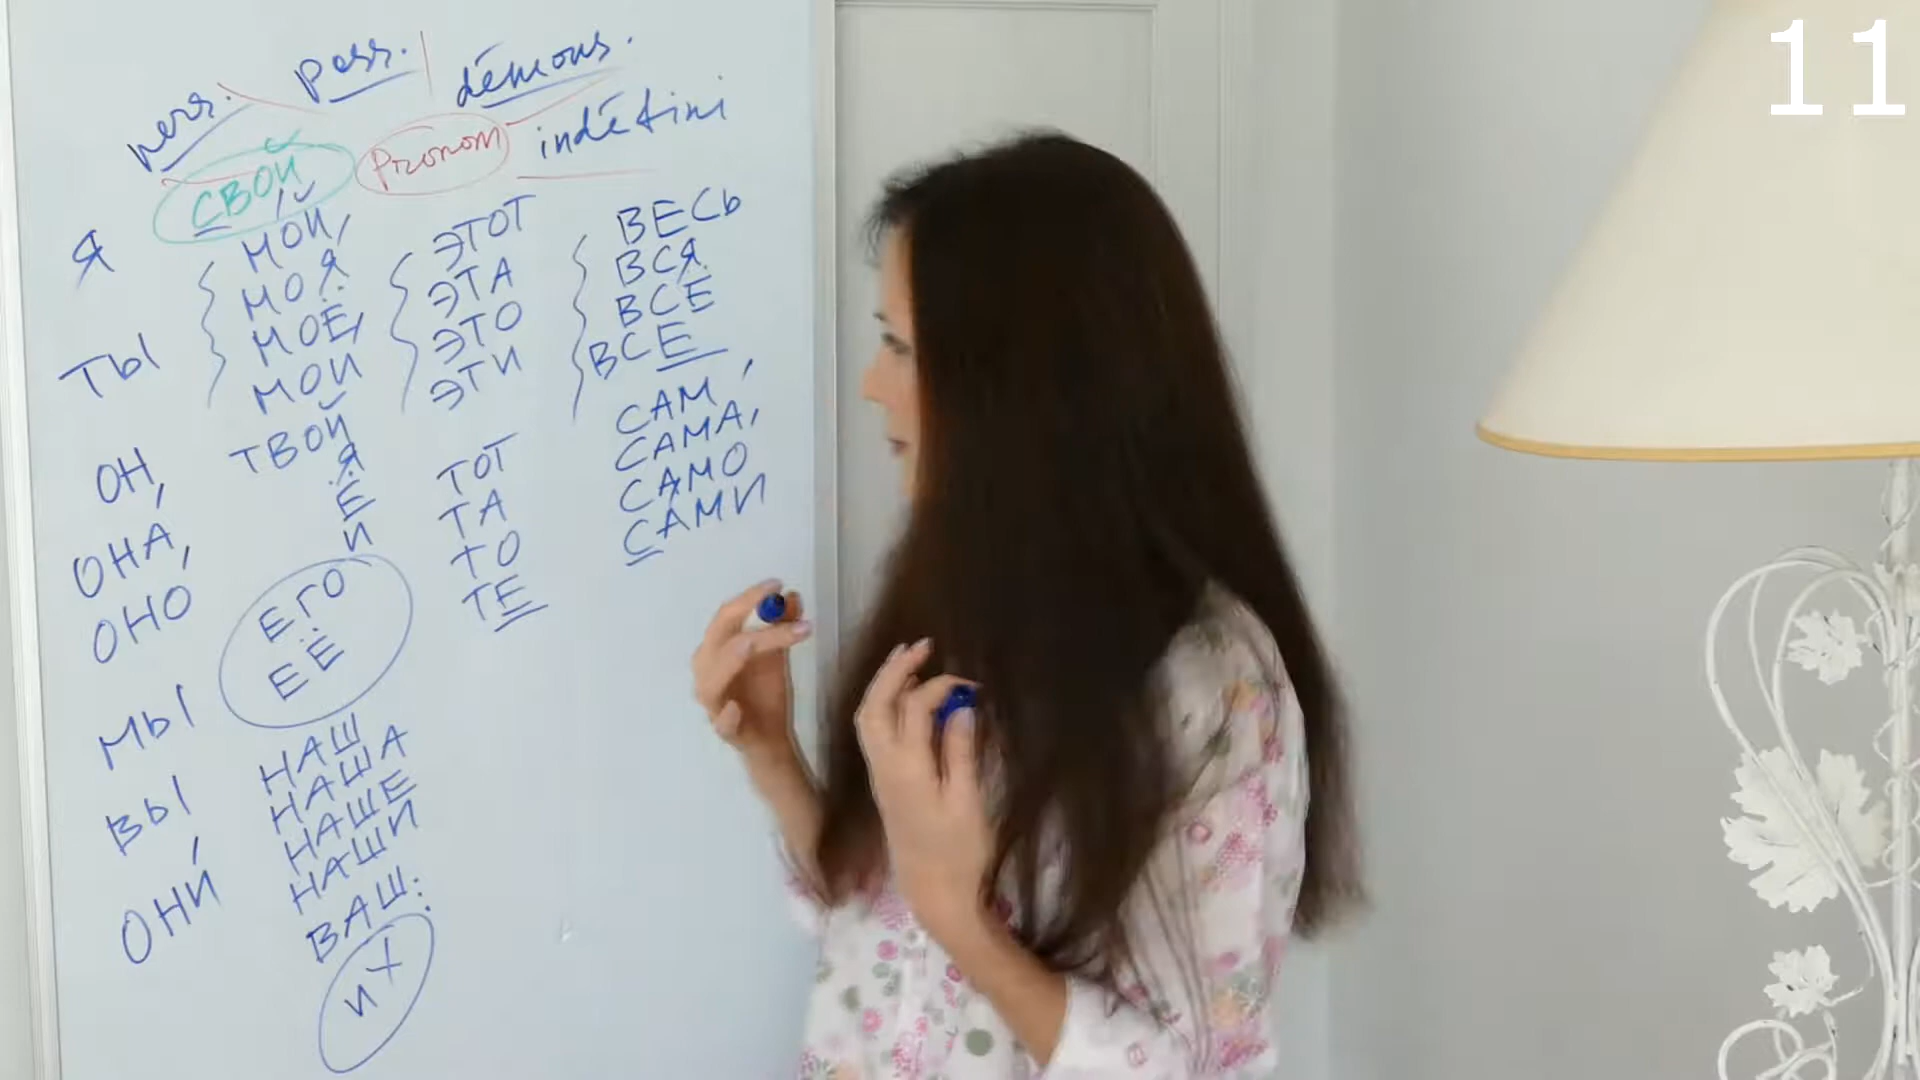 11
pers.
poss.
démons.
СВОЙ
Pronom
indéfini
Я
ТЫ
ОН,
ОНА,
ОНО
МЫ
ВЫ
ОНИ
МОЙ,
МОЯ
МОЁ,
МОИ
ТВОЙ
Я
Ё
И
ЕГО
ЕЁ
НАШ
НАША
НАШЕ
НАШИ
ВАШ:
ИХ
ЭТОТ
ЭТА
ЭТО
ЭТИ
ТОТ
ТА
ТО
ТЕ
ВЕСЬ
ВСЯ
ВСЕ
ВСЕ
САМ,
САМА,
САМО
САМИ